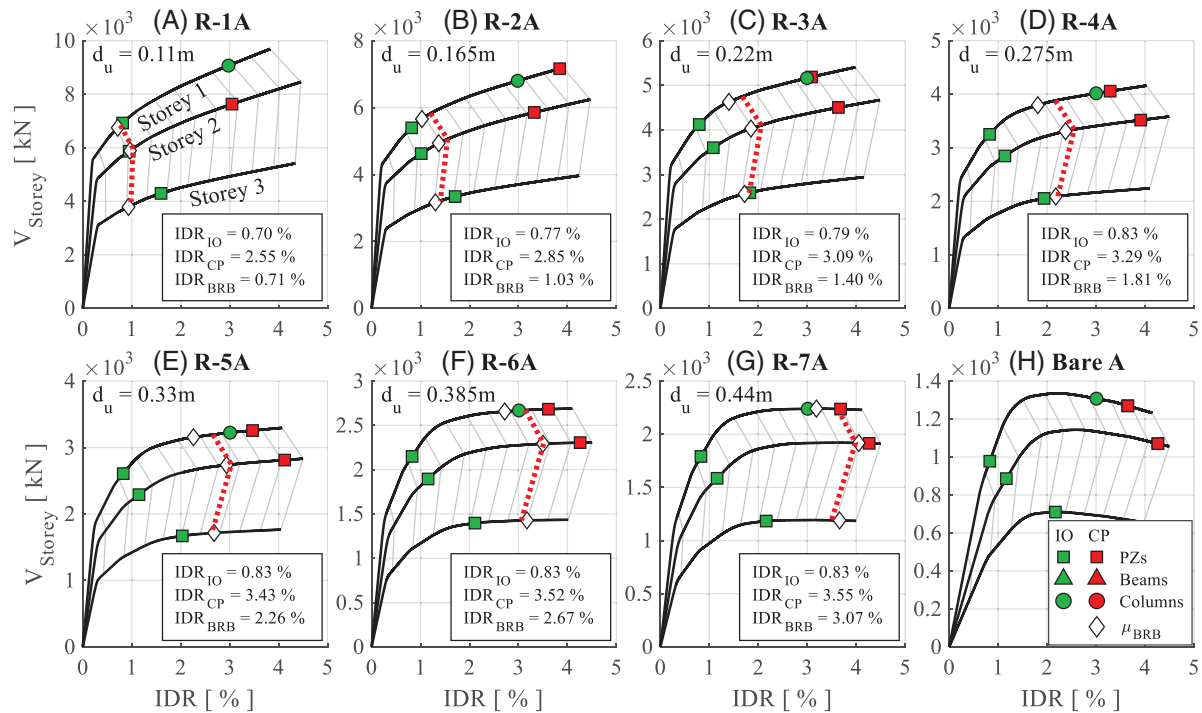 (A) R-1A
×10³
d_u = 0.11m
10
8
6
4
2
0
Storey 1
Storey 2
Storey 3
IDR_IO = 0.70 %
IDR_CP = 2.55 %
IDR_BRB = 0.71 %
0 1 2 3 4 5
V_Storey [ kN ]
(B) R-2A
×10³
d_u = 0.165m
8
6
4
2
0
IDR_IO = 0.77 %
IDR_CP = 2.85 %
IDR_BRB = 1.03 %
0 1 2 3 4 5
(C) R-3A
×10³
d_u = 0.22m
6
5
4
3
2
1
0
IDR_IO = 0.79 %
IDR_CP = 3.09 %
IDR_BRB = 1.40 %
0 1 2 3 4 5
(D) R-4A
×10³
d_u = 0.275m
5
4
3
2
1
0
IDR_IO = 0.83 %
IDR_CP = 3.29 %
IDR_BRB = 1.81 %
0 1 2 3 4 5
(E) R-5A
×10³
d_u = 0.33m
4
3
2
1
0
IDR_IO = 0.83 %
IDR_CP = 3.43 %
IDR_BRB = 2.26 %
0 1 2 3 4 5
IDR [ % ]
V_Storey [ kN ]
(F) R-6A
×10³
d_u = 0.385m
3.0
2.5
2.0
1.5
1.0
0.5
0
IDR_IO = 0.83 %
IDR_CP = 3.52 %
IDR_BRB = 2.67 %
0 1 2 3 4 5
IDR [ % ]
(G) R-7A
×10³
d_u = 0.44m
2.5
2.0
1.5
1.0
0.5
0
IDR_IO = 0.83 %
IDR_CP = 3.55 %
IDR_BRB = 3.07 %
0 1 2 3 4 5
IDR [ % ]
(H) Bare A
×10³
1.4
1.2
1.0
0.8
0.6
0.4
0.2
0
IO CP
PZs
Beams
Columns
μ_BRB
0 1 2 3 4 5
IDR [ % ]